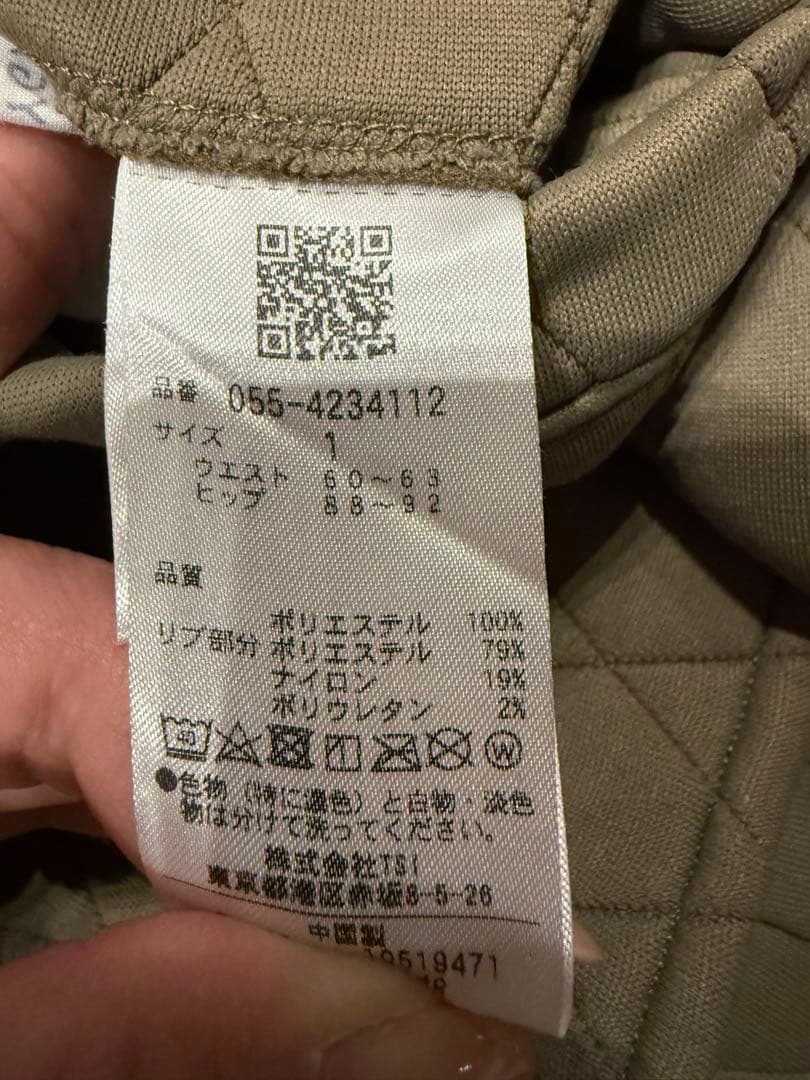 品番 055-4234112
サイズ 1
ウエスト 60～63
ヒップ 88～92
品質
ポリエステル 100%
リブ部分 ポリエステル 79%
ナイロン 19%
ポリウレタン 2%
40 W
●色物（特に濃色）と白物・淡色
物は分けて洗ってください。
株式会社TSI
東京都港区赤坂8-5-26
中国製
19519471